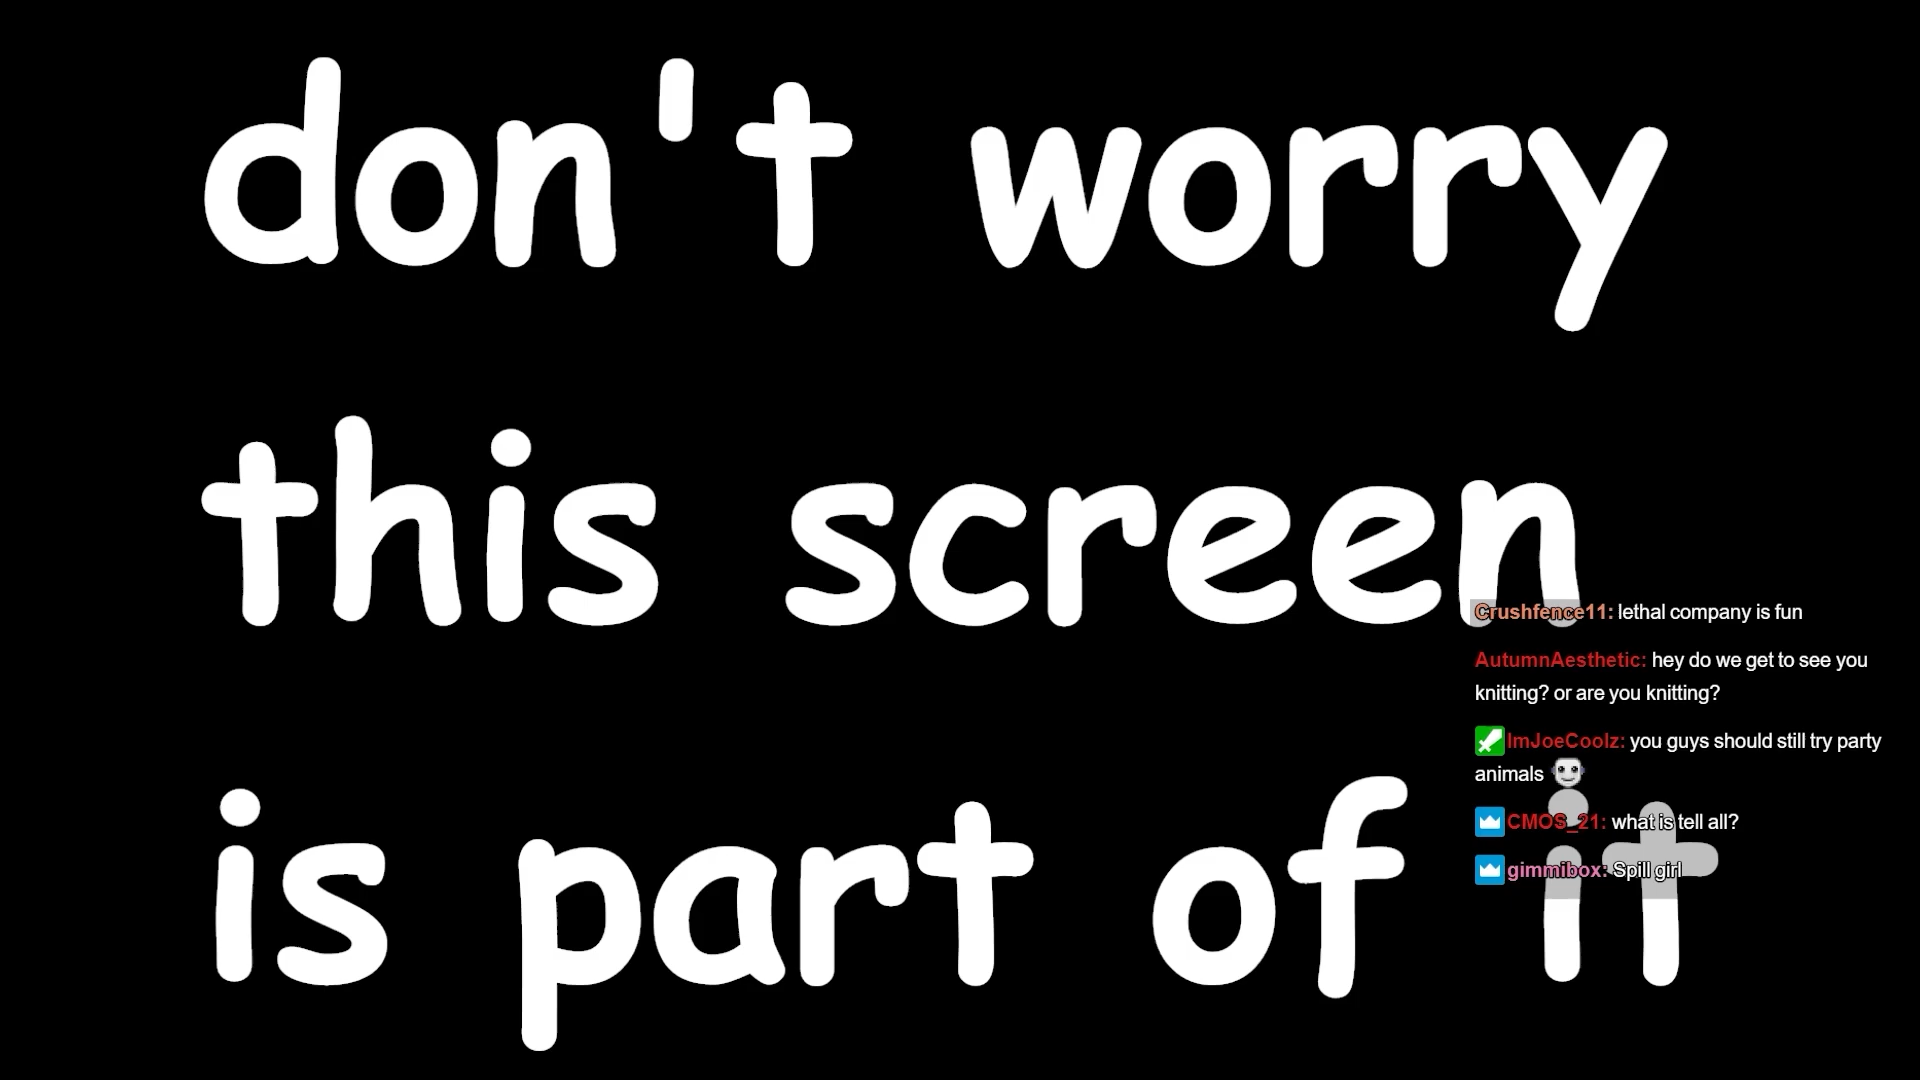 don't worry
this screen
is part of it
Crushfence11: lethal company is fun
AutumnAesthetic: hey do we get to see you
knitting? or are you knitting?
ImJoeCoolz: you guys should still try party
animals
CMOS_21: what is tell all?
gimmibox: Spill girl